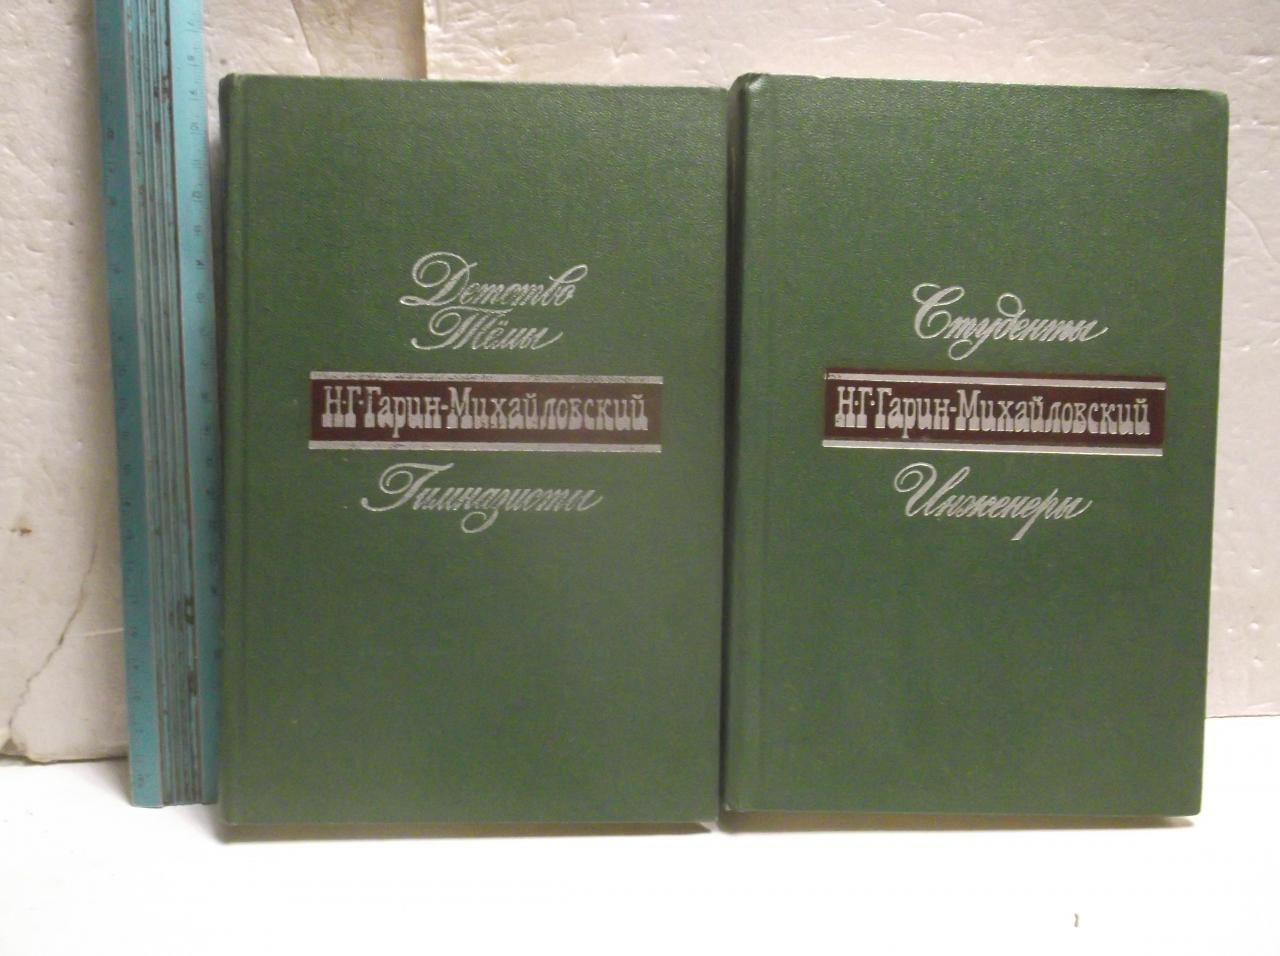 Детство
Тёмы
Н·Г·Гарин-Михайловский
Гимназисты
Студенты
Н·Г·Гарин-Михайловский
Инженеры